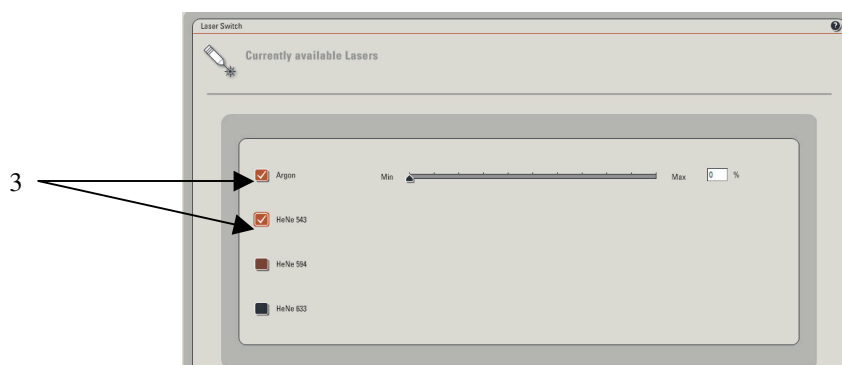 Laser Switch ?
Currently available Lasers
3
Argon Min Max 0 %
HeNe 543
HeNe 594
HeNe 633